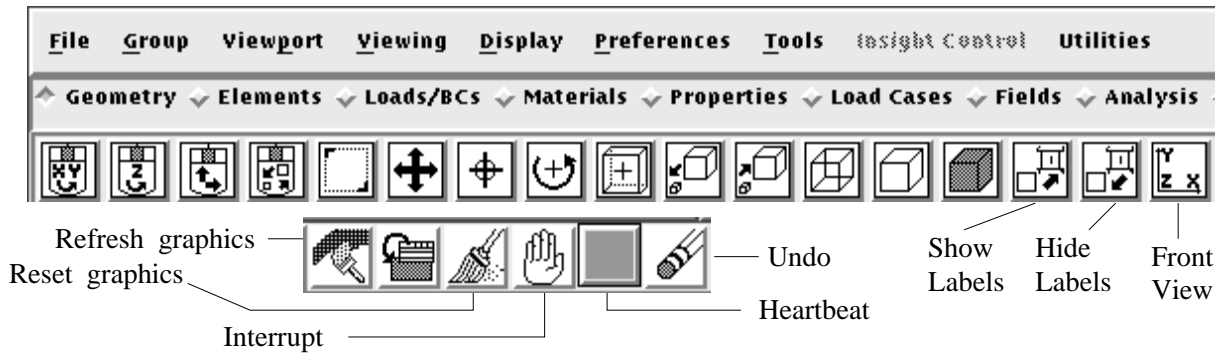 File Group Viewport Viewing Display Preferences Tools Insight Control Utilities
Geometry Elements Loads/BCs Materials Properties Load Cases Fields Analysis
XY Z Y Z X
Refresh graphics
Reset graphics
Interrupt
Undo
Heartbeat
Show
Labels
Hide
Labels
Front
View